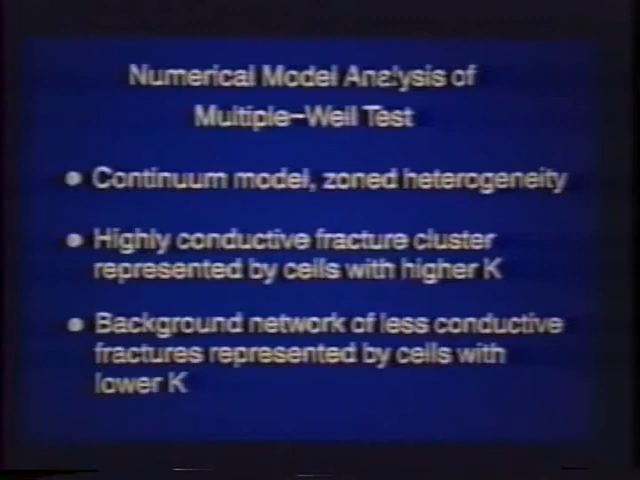 Numerical Model Analysis of
Multiple-Well Test
● Continuum model, zoned heterogeneity
● Highly conductive fracture cluster
represented by cells with higher K
● Background network of less conductive
fractures represented by cells with
lower K